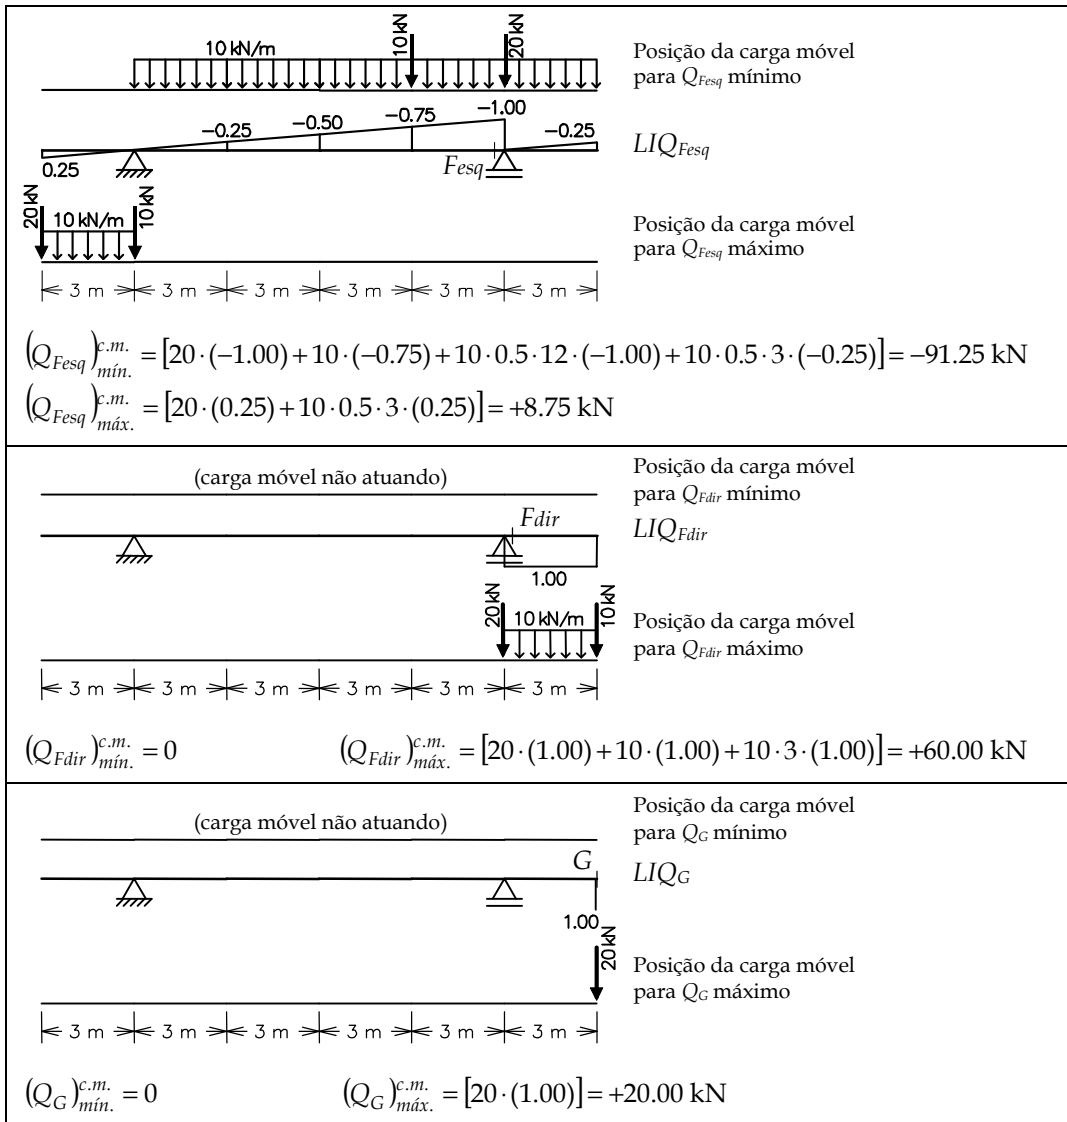 10 kN/m 10 kN 20 kN
Posição da carga móvel
para Q_Fesq mínimo
-0.25 -0.50 -0.75 -1.00 -0.25
0.25 Fesq
LIQ_Fesq
20 kN 10 kN/m 10 kN
Posição da carga móvel
para Q_Fesq máximo
3 m 3 m 3 m 3 m 3 m 3 m
(Q_Fesq)^c.m._mín. = [20·(−1.00)+10·(−0.75)+10·0.5·12·(−1.00)+10·0.5·3·(−0.25)] = −91.25 kN
(Q_Fesq)^c.m._máx. = [20·(0.25)+10·0.5·3·(0.25)] = +8.75 kN
(carga móvel não atuando)
Posição da carga móvel
para Q_Fdir mínimo
Fdir
LIQ_Fdir
1.00
20 kN 10 kN/m 10 kN
Posição da carga móvel
para Q_Fdir máximo
3 m 3 m 3 m 3 m 3 m 3 m
(Q_Fdir)^c.m._mín. = 0 (Q_Fdir)^c.m._máx. = [20·(1.00)+10·(1.00)+10·3·(1.00)] = +60.00 kN
(carga móvel não atuando)
Posição da carga móvel
para Q_G mínimo
G
LIQ_G
1.00
20 kN
Posição da carga móvel
para Q_G máximo
3 m 3 m 3 m 3 m 3 m 3 m
(Q_G)^c.m._mín. = 0 (Q_G)^c.m._máx. = [20·(1.00)] = +20.00 kN